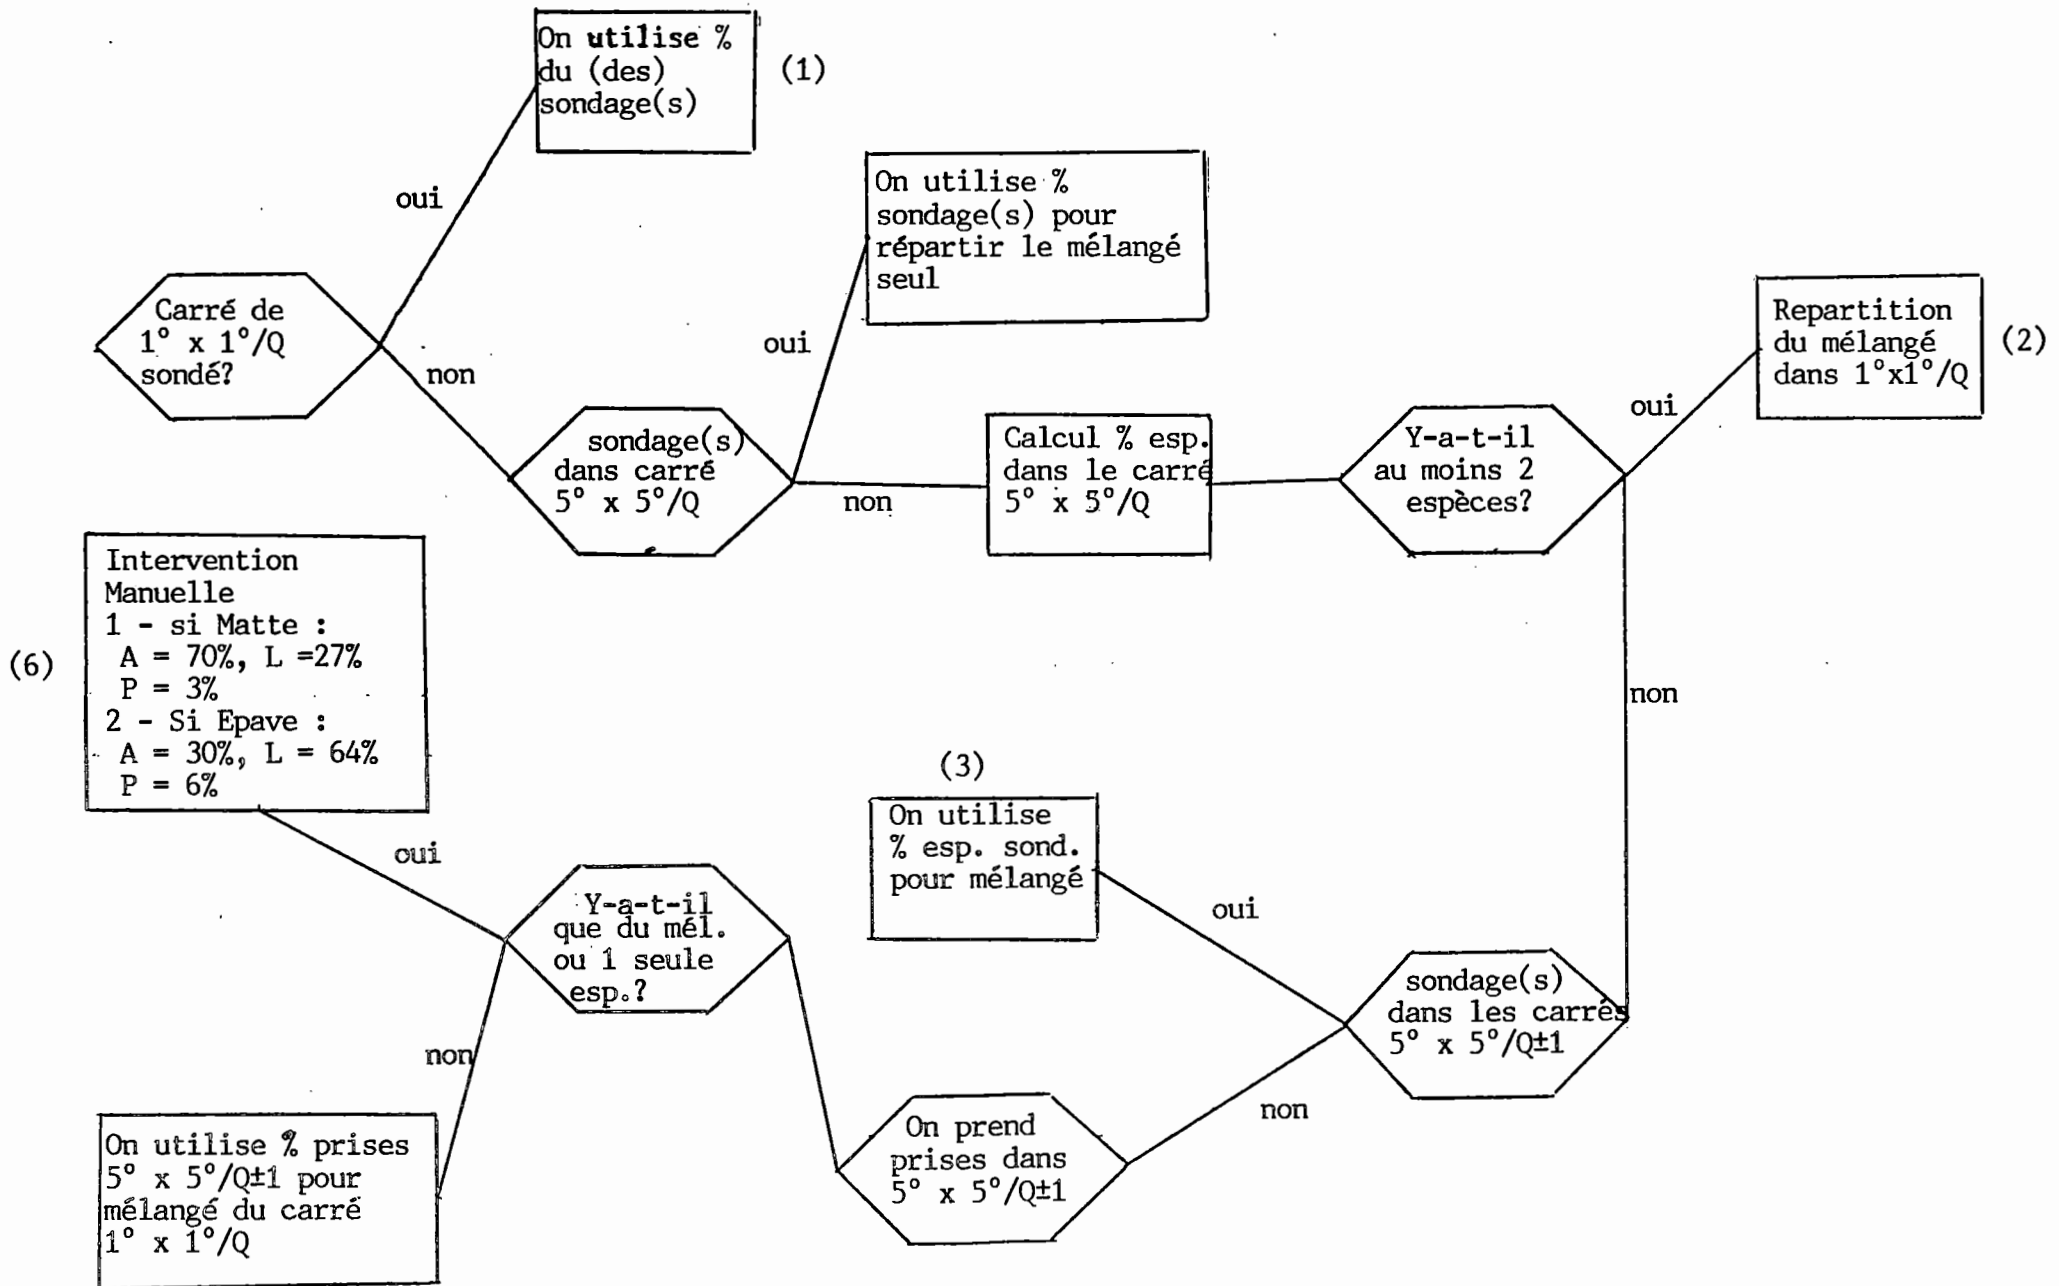 On utilise %
du (des)
sondage(s)
(1)
oui
On utilise %
sondage(s) pour
répartir le mélangé
seul
Carré de
1° x 1°/Q
sondé?
non
oui
sondage(s)
dans carré
5° x 5°/Q
non
Calcul % esp.
dans le carré
5° x 5°/Q
Y-a-t-il
au moins 2
espèces?
oui
Repartition
du mélangé
dans 1°x1°/Q
(2)
non
Intervention
Manuelle
1 - si Matte :
A = 70%, L =27%
P = 3%
2 - Si Epave :
A = 30%, L = 64%
P = 6%
(6)
oui
(3)
On utilise
% esp. sond.
pour mélangé
oui
Y-a-t-il
que du mél.
ou 1 seule
esp.?
sondage(s)
dans les carrés
5° x 5°/Q±1
non
non
On prend
prises dans
5° x 5°/Q±1
On utilise % prises
5° x 5°/Q±1 pour
mélangé du carré
1° x 1°/Q